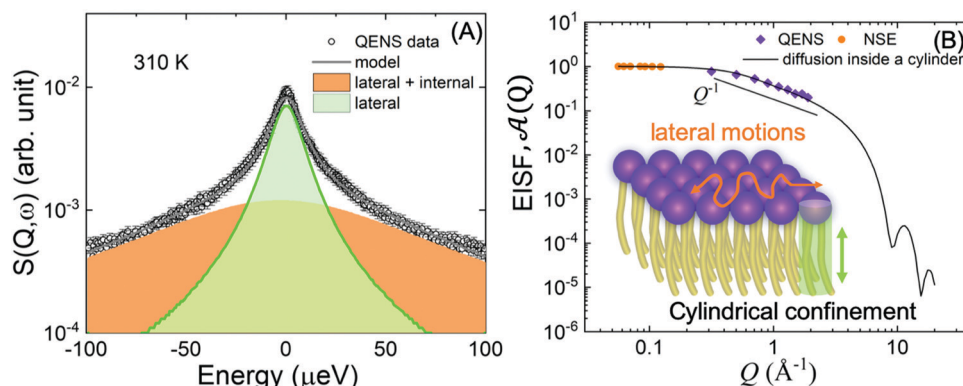 (A)
310 K
QENS data
model
lateral + internal
lateral
S(Q,ω) (arb. unit)
10⁻²
10⁻³
10⁻⁴
-100 -50 0 50 100
Energy (μeV)
QENS NSE (B)
diffusion inside a cylinder
Q⁻¹
lateral motions
Cylindrical confinement
EISF, 𝒜(Q)
10¹
10⁰
10⁻¹
10⁻²
10⁻³
10⁻⁴
10⁻⁵
10⁻⁶
0.1 1 10
Q (Å⁻¹)